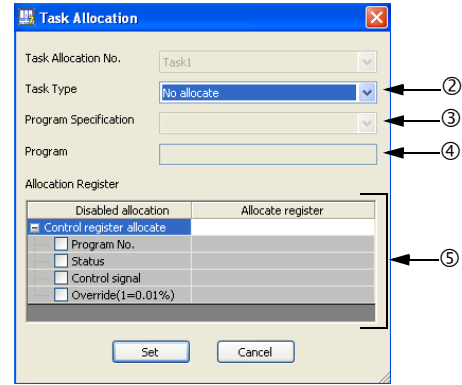 Task Allocation
Task Allocation No. Task1
Task Type No allocate ②
Program Specification ③
Program ④
Allocation Register
Disabled allocation Allocate register
Control register allocate
Program No.
Status
Control signal
Override(1=0.01%)
⑤
Set Cancel